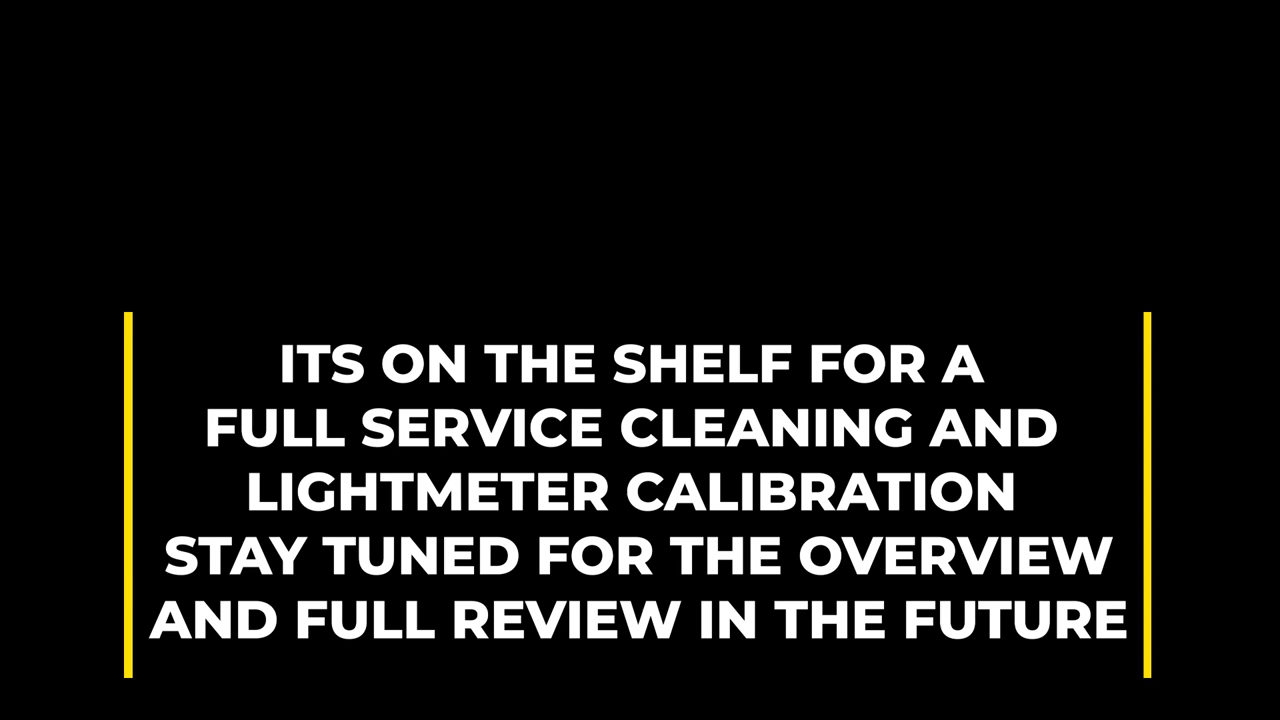 ITS ON THE SHELF FOR A
FULL SERVICE CLEANING AND
LIGHTMETER CALIBRATION
STAY TUNED FOR THE OVERVIEW
AND FULL REVIEW IN THE FUTURE